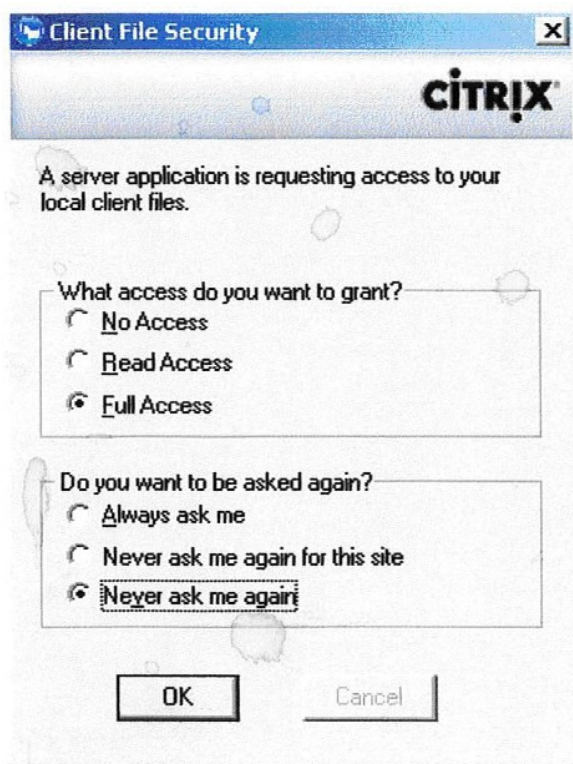 Client File Security
CiTRIX
A server application is requesting access to your
local client files.
What access do you want to grant?
No Access
Read Access
Full Access
Do you want to be asked again?
Always ask me
Never ask me again for this site
Never ask me again
OK
Cancel